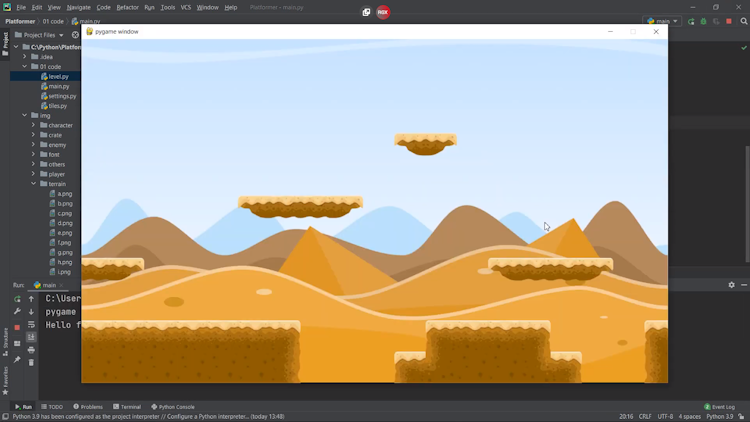 File Edit View Navigate Code Refactor Run Tools VCS Window Help Platformer - main.py
Platformer 01 code main.py main
Project Files
pygame window
C:\Python\Platfor
.idea
01 code
level.py
main.py
settings.py
tiles.py
img
character
crate
enemy
font
others
player
terrain
a.png
b.png
c.png
d.png
e.png
f.png
g.png
h.png
i.png
Project
Structure
Favorites
Run: main
C:\User
pygame
Hello f
Run TODO Problems Terminal Python Console Event Log
Python 3.9 has been configured as the project interpreter // Configure a Python interpreter... (today 13:48) 20:16 CRLF UTF-8 4 spaces Python 3.9